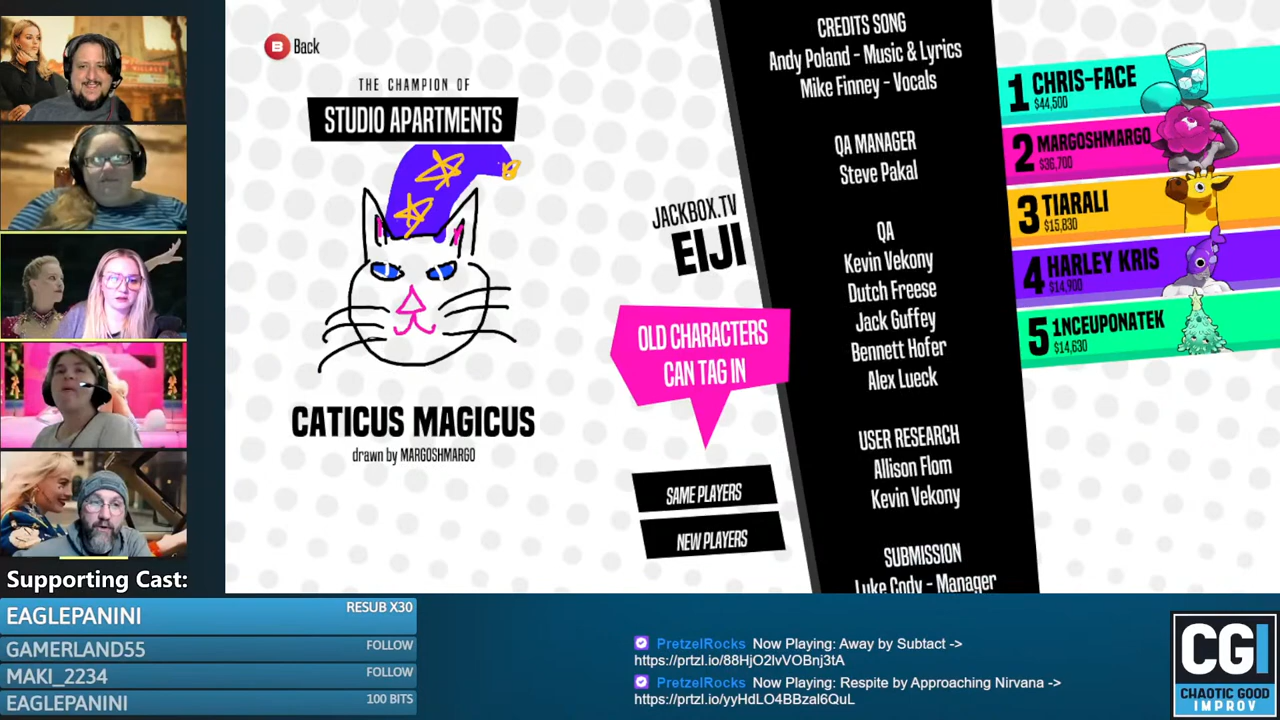 B Back
THE CHAMPION OF
STUDIO APARTMENTS
CATICUS MAGICUS
drawn by MARGOSHMARGO
JACKBOX.TV
EIJI
OLD CHARACTERS
CAN TAG IN
SAME PLAYERS
NEW PLAYERS
CREDITS SONG
Andy Poland - Music & Lyrics
Mike Finney - Vocals
QA MANAGER
Steve Pakal
QA
Kevin Vekony
Dutch Freese
Jack Guffey
Bennett Hofer
Alex Lueck
USER RESEARCH
Allison Flom
Kevin Vekony
SUBMISSION
Luke Cody - Manager
1 CHRIS-FACE
$44,500
2 MARGOSHMARGO
$36,700
3 TIARALI
$15,830
4 HARLEY KRIS
$14,900
5 1NCEUPONATEK
$14,630
Supporting Cast:
EAGLEPANINI RESUB X30
GAMERLAND55 FOLLOW
MAKI_2234 FOLLOW
EAGLEPANINI 100 BITS
PretzelRocks Now Playing: Away by Subtact ->
https://prtzl.io/88HjO2lvVOBnj3tA
PretzelRocks Now Playing: Respite by Approaching Nirvana ->
https://prtzl.io/yyHdLO4BBzal6QuL
CGI
CHAOTIC GOOD
IMPROV